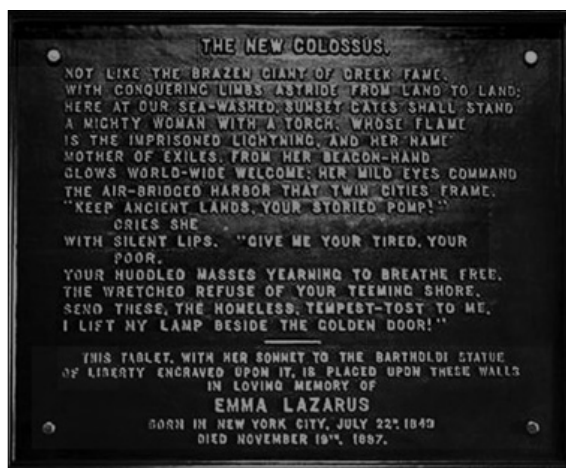 THE NEW COLOSSUS.
NOT LIKE THE BRAZEN GIANT OF GREEK FAME,
WITH CONQUERING LIMBS ASTRIDE FROM LAND TO LAND;
HERE AT OUR SEA-WASHED, SUNSET GATES SHALL STAND
A MIGHTY WOMAN WITH A TORCH, WHOSE FLAME
IS THE IMPRISONED LIGHTNING, AND HER NAME
MOTHER OF EXILES. FROM HER BEACON-HAND
GLOWS WORLD-WIDE WELCOME; HER MILD EYES COMMAND
THE AIR-BRIDGED HARBOR THAT TWIN CITIES FRAME.
"KEEP ANCIENT LANDS, YOUR STORIED POMP!"
CRIES SHE
WITH SILENT LIPS. "GIVE ME YOUR TIRED, YOUR
POOR,
YOUR HUDDLED MASSES YEARNING TO BREATHE FREE,
THE WRETCHED REFUSE OF YOUR TEEMING SHORE,
SEND THESE, THE HOMELESS, TEMPEST-TOST TO ME,
I LIFT MY LAMP BESIDE THE GOLDEN DOOR!"
THIS TABLET, WITH HER SONNET TO THE BARTHOLDI STATUE
OF LIBERTY ENGRAVED UPON IT, IS PLACED UPON THESE WALLS
IN LOVING MEMORY OF
EMMA LAZARUS
BORN IN NEW YORK CITY, JULY 22D, 1849
DIED NOVEMBER 19TH, 1887.